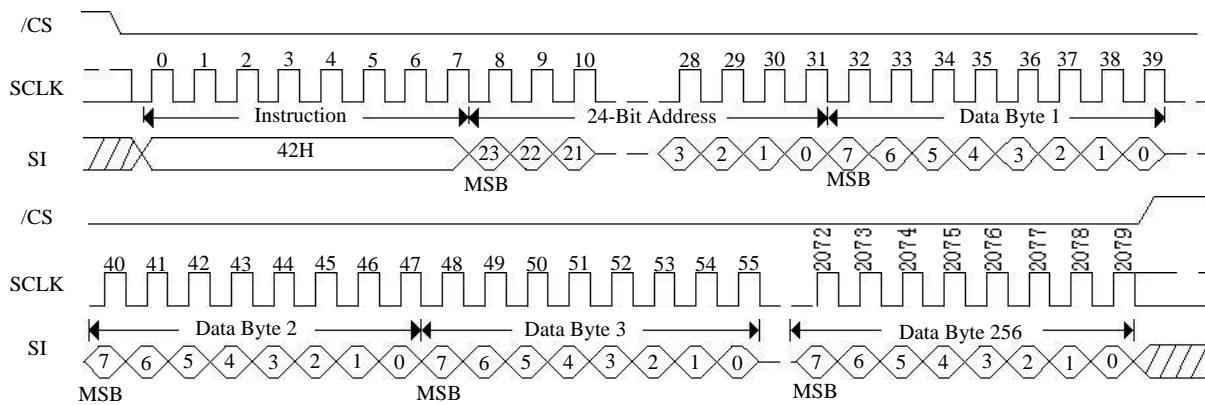 /CS
0 1 2 3 4 5 6 7 8 9 10 28 29 30 31 32 33 34 35 36 37 38 39
SCLK
Instruction 24-Bit Address Data Byte 1
SI 42H 23 22 21 3 2 1 0 7 6 5 4 3 2 1 0
MSB MSB
/CS
40 41 42 43 44 45 46 47 48 49 50 51 52 53 54 55 2072 2073 2074 2075 2076 2077 2078 2079
SCLK
Data Byte 2 Data Byte 3 Data Byte 256
SI 7 6 5 4 3 2 1 0 7 6 5 4 3 2 1 0 7 6 5 4 3 2 1 0
MSB MSB MSB